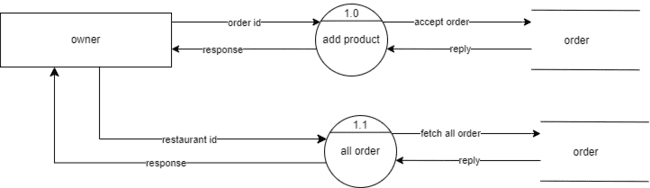 1.0
order id
accept order
owner
add product
order
response
reply
1.1
fetch all order
restaurant id
all order
order
response
reply